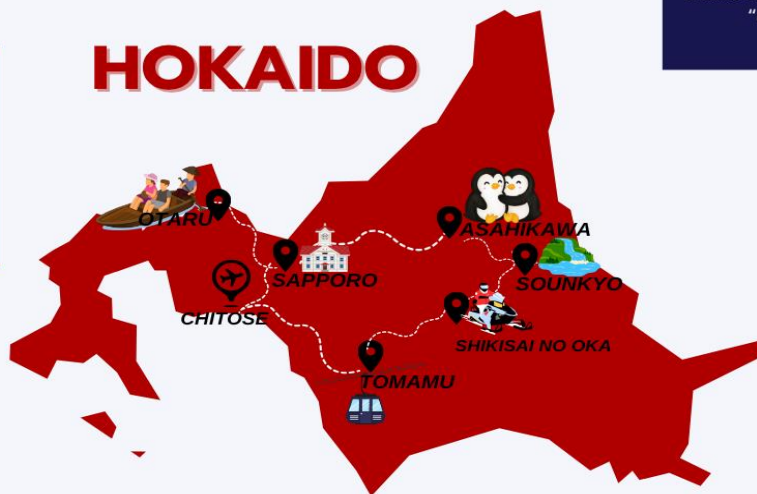 “
HOKAIDO
OTARU
ASAHIKAWA
SAPPORO
SOUNKYO
CHITOSE
SHIKISAI NO OKA
TOMAMU